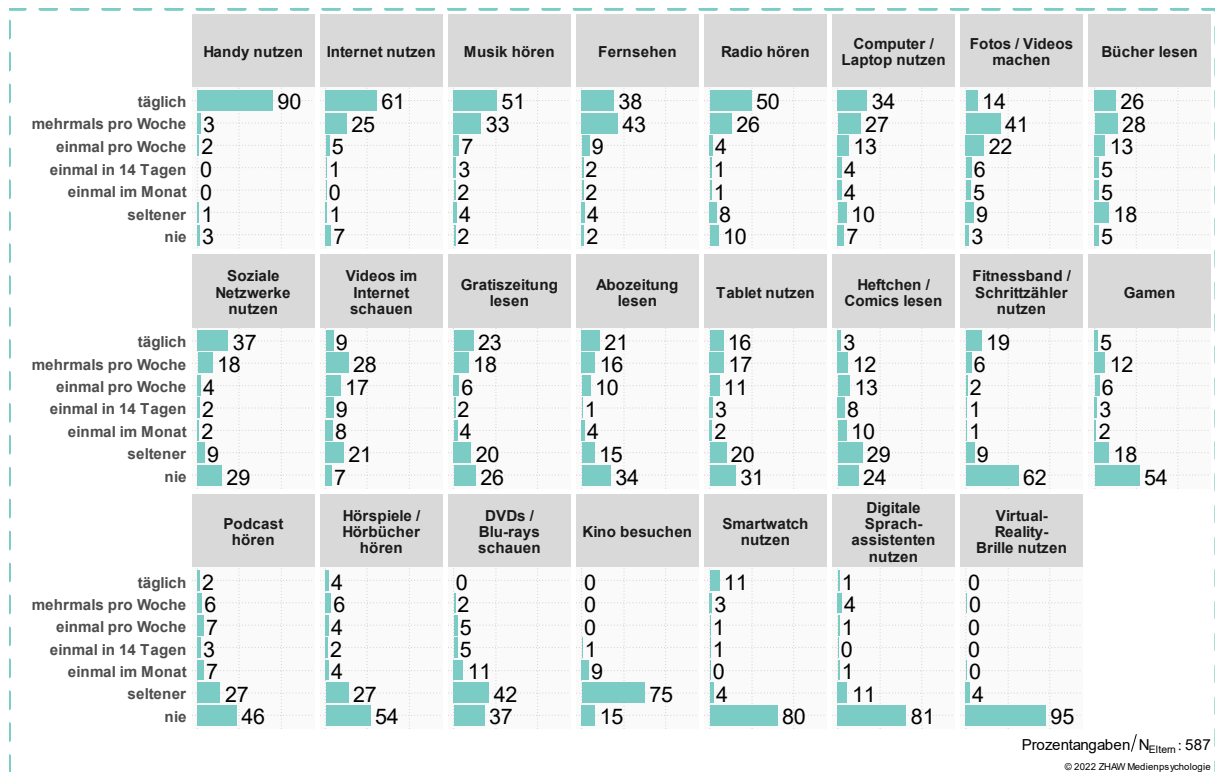 Handy nutzen Internet nutzen Musik hören Fernsehen Radio hören Computer / Laptop nutzen Fotos / Videos machen Bücher lesen
täglich 90 61 51 38 50 34 14 26
mehrmals pro Woche 3 25 33 43 26 27 41 28
einmal pro Woche 2 5 7 9 4 13 22 13
einmal in 14 Tagen 0 1 3 2 1 4 6 5
einmal im Monat 0 0 2 2 1 4 5 5
seltener 1 1 4 4 8 10 9 18
nie 3 7 2 2 10 7 3 5
Soziale Netzwerke nutzen Videos im Internet schauen Gratiszeitung lesen Abozeitung lesen Tablet nutzen Heftchen / Comics lesen Fitnessband / Schrittzähler nutzen Gamen
täglich 37 9 23 21 16 3 19 5
mehrmals pro Woche 18 28 18 16 17 12 6 12
einmal pro Woche 4 17 6 10 11 13 2 6
einmal in 14 Tagen 2 9 2 1 3 8 1 3
einmal im Monat 2 8 4 4 2 10 1 2
seltener 9 21 20 15 20 29 9 18
nie 29 7 26 34 31 24 62 54
Podcast hören Hörspiele / Hörbücher hören DVDs / Blu-rays schauen Kino besuchen Smartwatch nutzen Digitale Sprach- assistenten nutzen Virtual- Reality- Brille nutzen
täglich 2 4 0 0 11 1 0
mehrmals pro Woche 6 6 2 0 3 4 0
einmal pro Woche 7 4 5 0 1 1 0
einmal in 14 Tagen 3 2 5 1 1 0 0
einmal im Monat 7 4 11 9 0 1 0
seltener 27 27 42 75 4 11 4
nie 46 54 37 15 80 81 95
Prozentangaben/ N Eltern : 587
© 2022 ZHAW Medienpsychologie